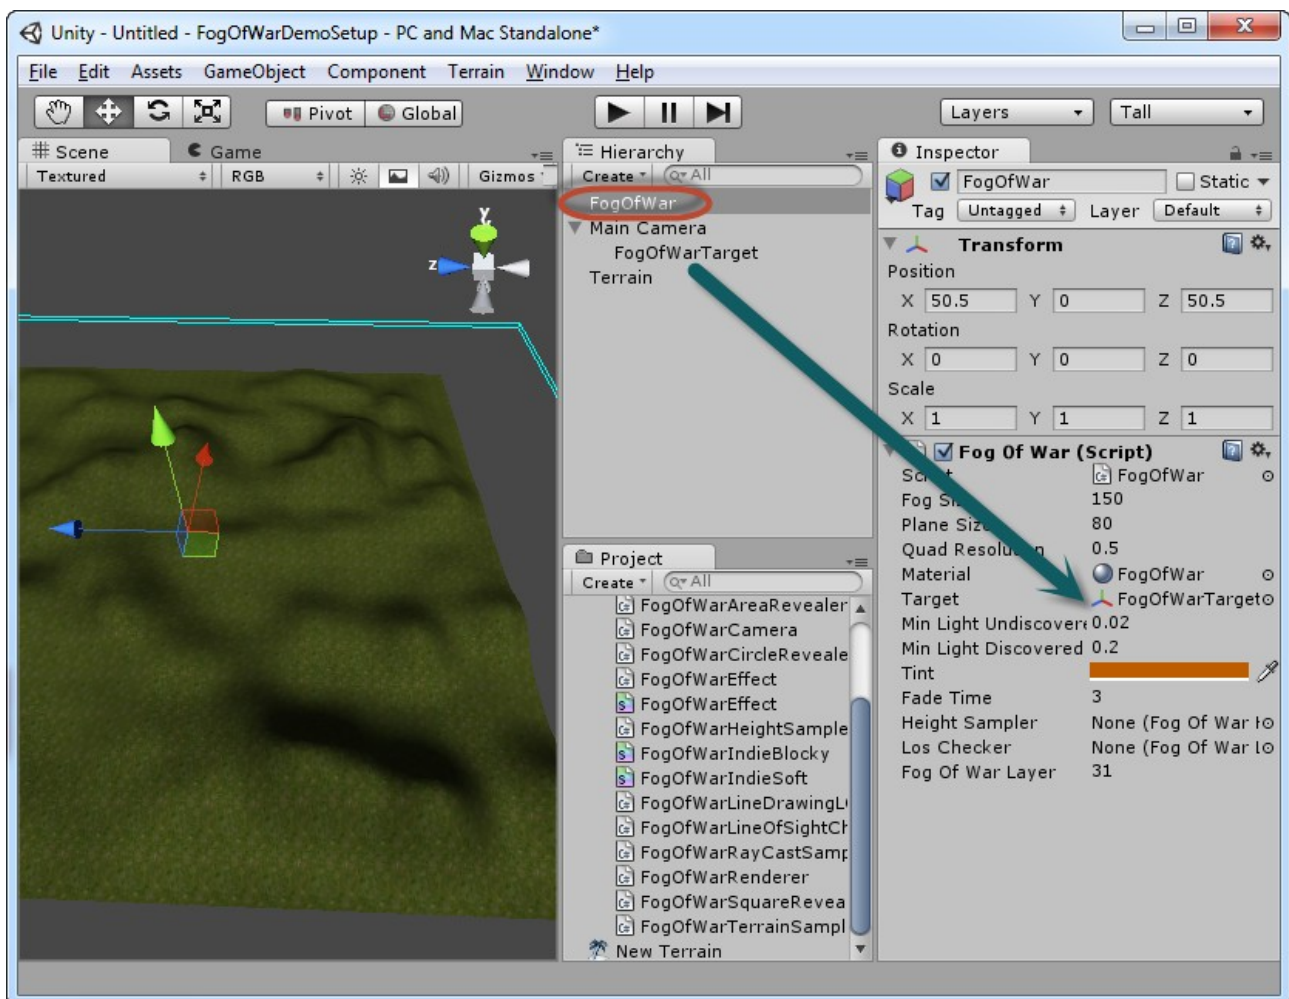 Unity - Untitled - FogOfWarDemoSetup - PC and Mac Standalone*
File Edit Assets GameObject Component Terrain Window Help
Pivot Global Layers Tall
Scene Game
Textured RGB Gizmos
y
z
Hierarchy
Create All
FogOfWar
Main Camera
FogOfWarTarget
Terrain
Project
Create All
FogOfWarAreaRevealer
FogOfWarCamera
FogOfWarCircleReveale
FogOfWarEffect
FogOfWarEffect
FogOfWarHeightSample
FogOfWarIndieBlocky
FogOfWarIndieSoft
FogOfWarLineDrawingL
FogOfWarLineOfSightCh
FogOfWarRayCastSamp
FogOfWarRenderer
FogOfWarSquareRevea
FogOfWarTerrainSampl
New Terrain
Inspector
FogOfWar Static
Tag Untagged Layer Default
Transform
Position
X 50.5 Y 0 Z 50.5
Rotation
X 0 Y 0 Z 0
Scale
X 1 Y 1 Z 1
Fog Of War (Script)
FogOfWar
Fog 150
Plane 80
Quad 0.5
Material FogOfWar
Target FogOfWarTarget
Min Light Undiscovere 0.02
Min Light Discovered 0.2
Tint
Fade Time 3
Height Sampler None (Fog Of War H
Los Checker None (Fog Of War L
Fog Of War Layer 31